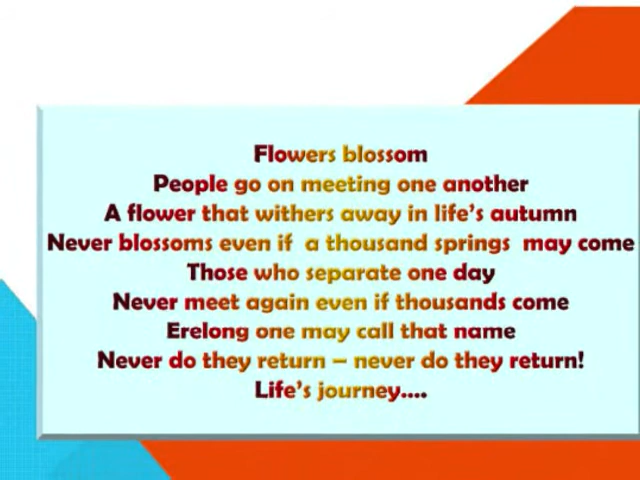 Flowers blossom
People go on meeting one another
A flower that withers away in life's autumn
Never blossoms even if a thousand springs may come
Those who separate one day
Never meet again even if thousands come
Erelong one may call that name
Never do they return – never do they return!
Life's journey....